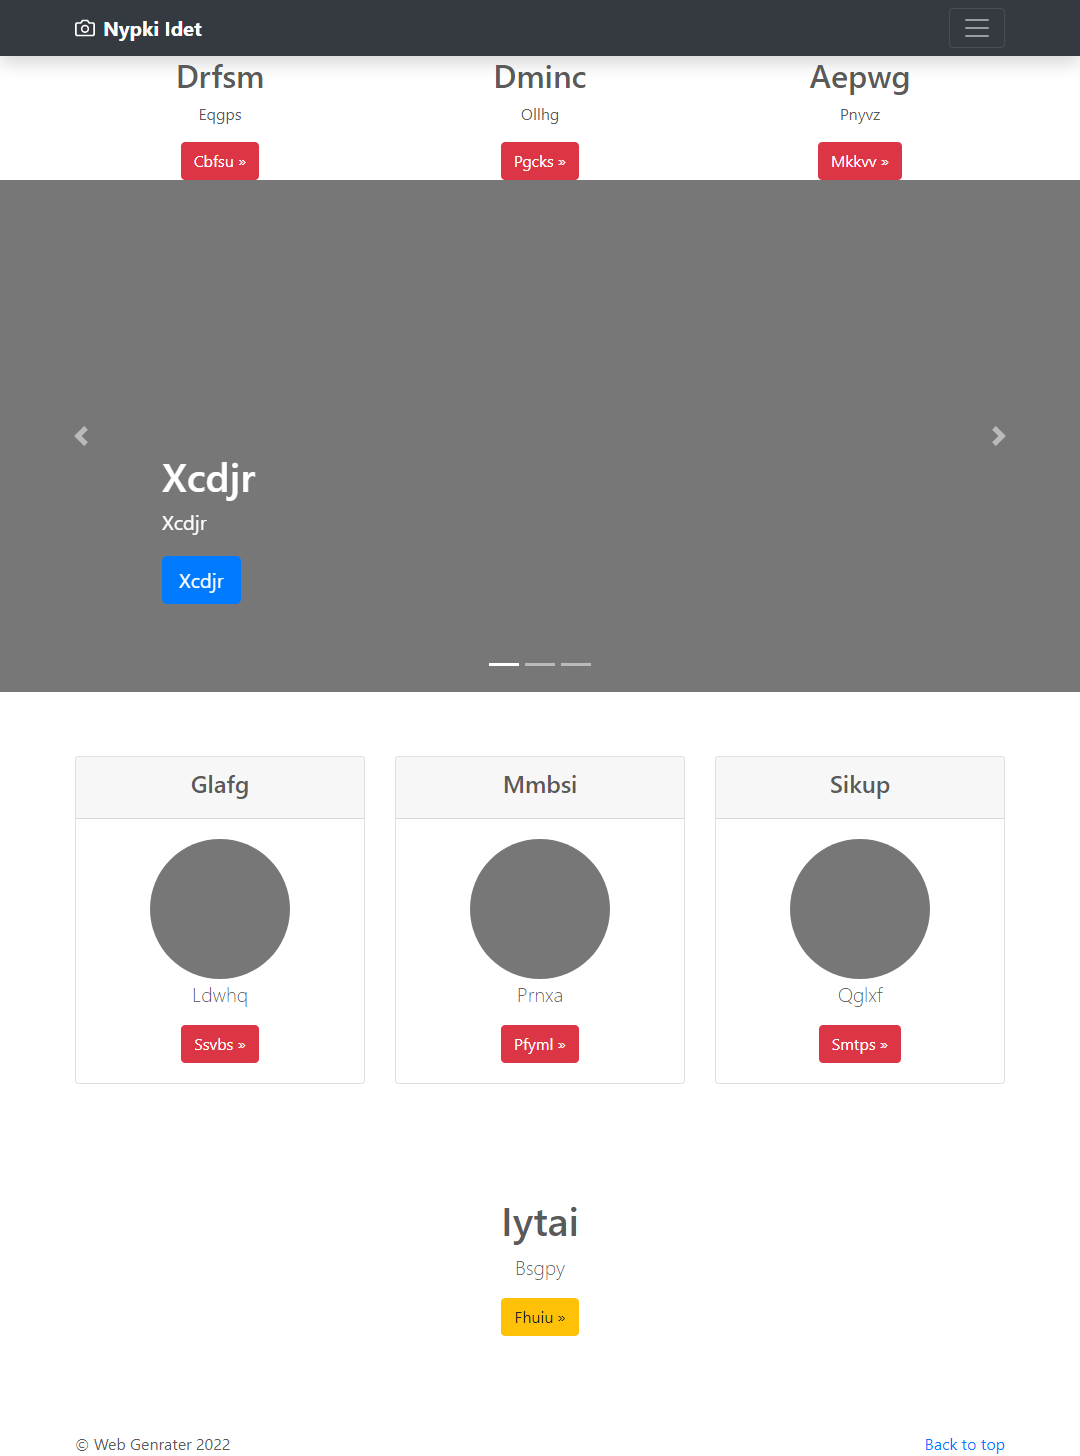 Nypki Idet
Drfsm
Dminc
Aepwg
Eqgps
Ollhg
Pnyvz
Cbfsu »
Pgcks »
Mkkvv »
Xcdjr
Xcdjr
Xcdjr
Glafg
Mmbsi
Sikup
Ldwhq
Prnxa
Qglxf
Ssvbs »
Pfyml »
Smtps »
Iytai
Bsgpy
Fhuiu »
© Web Genrater 2022
Back to top